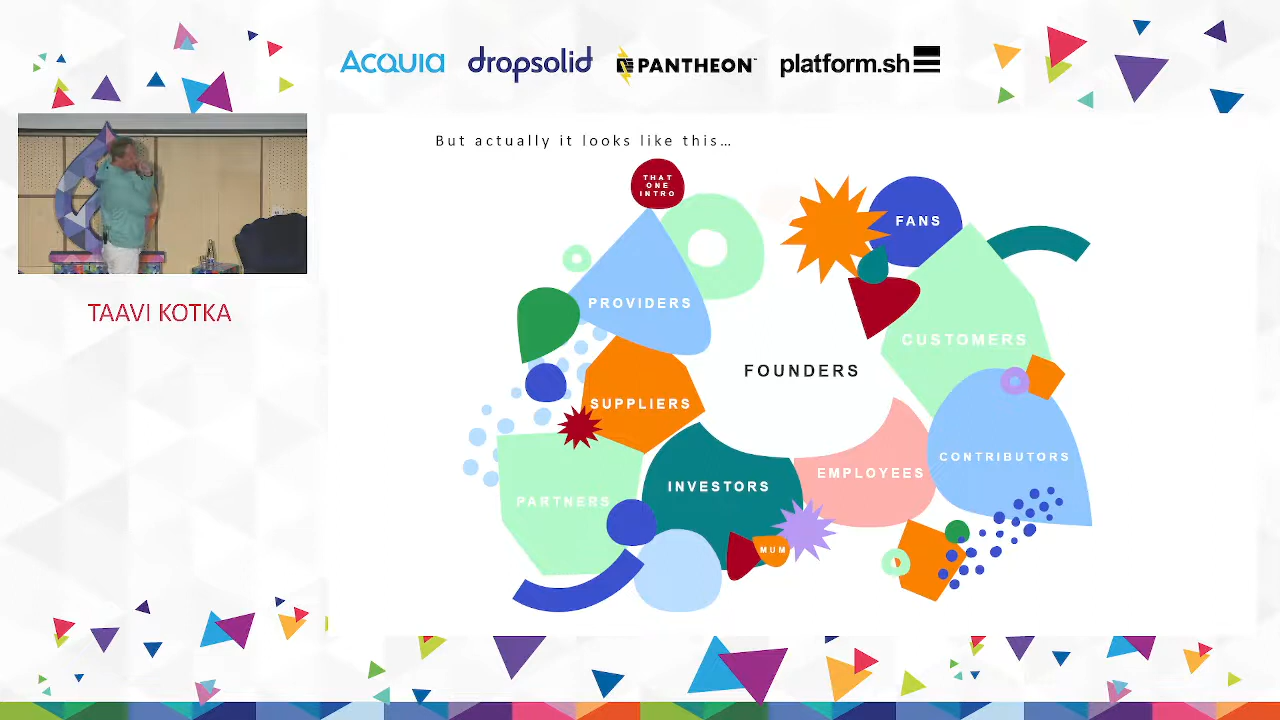 ACQUIA dropsolid PANTHEON platform.sh
But actually it looks like this…
THAT
ONE
INTRO
FANS
PROVIDERS
CUSTOMERS
TAAVI KOTKA
FOUNDERS
SUPPLIERS
CONTRIBUTORS
EMPLOYEES
INVESTORS
PARTNERS
MUM